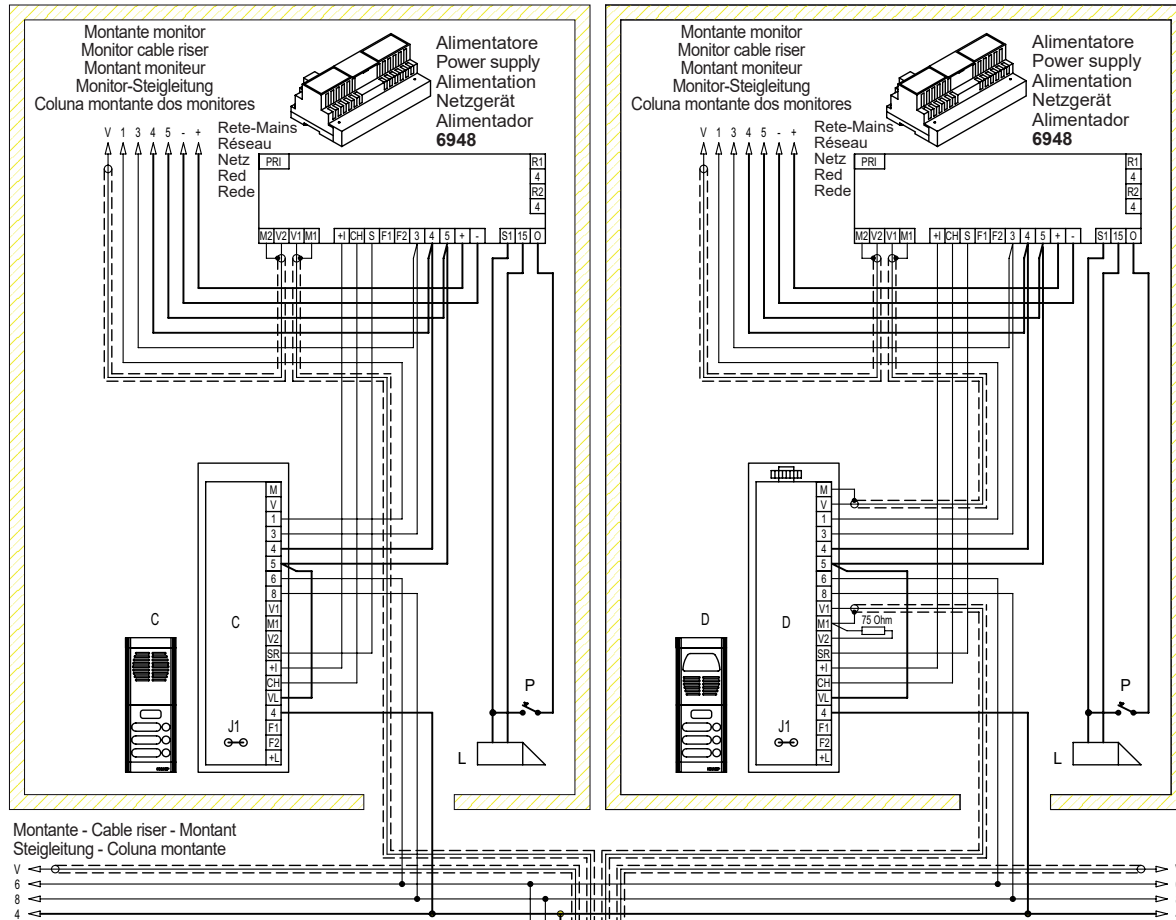 Montante monitor
Monitor cable riser
Montant moniteur
Monitor-Steigleitung
Coluna montante dos monitores
Alimentatore
Power supply
Alimentation
Netzgerät
Alimentador
6948
V 1 3 4 5 - +
Rete-Mains
Réseau
Netz
Red
Rede
PRI
R1
4
R2
4
M2 V2 V1 M1 +I CH S F1 F2 3 4 5 + - S1 15 O
C
C
M
V
1
3
4
5
6
8
V1
M1
V2
SR
+I
CH
VL
4
F1
F2
+L
J1
P
L
Montante monitor
Monitor cable riser
Montant moniteur
Monitor-Steigleitung
Coluna montante dos monitores
Alimentatore
Power supply
Alimentation
Netzgerät
Alimentador
6948
V 1 3 4 5 - +
Rete-Mains
Réseau
Netz
Red
Rede
PRI
R1
4
R2
4
M2 V2 V1 M1 +I CH S F1 F2 3 4 5 + - S1 15 O
D
D
M
V
1
3
4
5
6
8
V1
M1
V2
SR
+I
CH
VL
4
F1
F2
+L
75 Ohm
J1
P
L
Montante - Cable riser - Montant
Steigleitung - Coluna montante
V
6
8
4